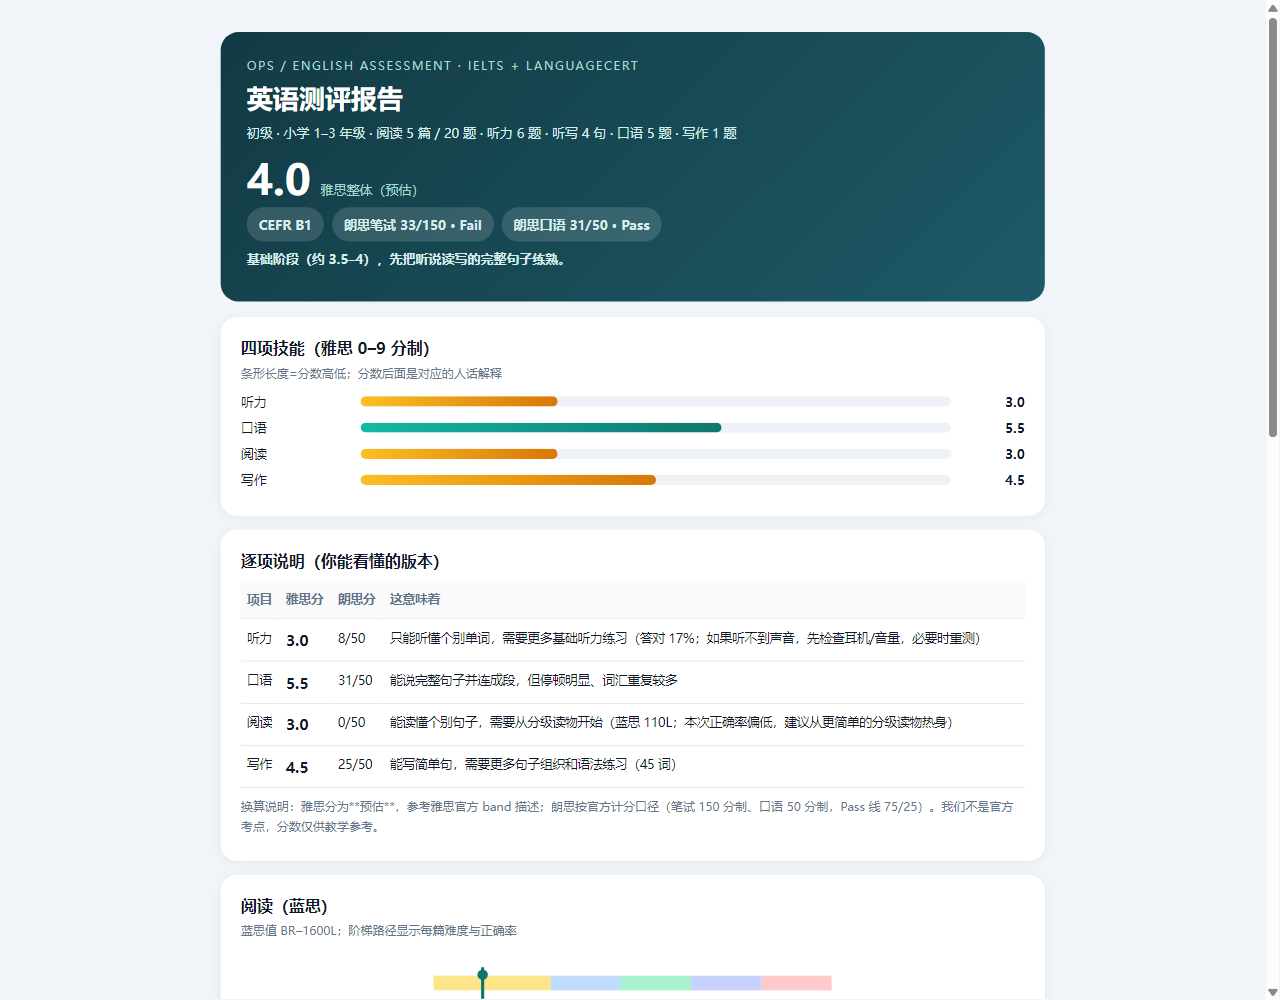 OPS / ENGLISH ASSESSMENT · IELTS + LANGUAGECERT
英语测评报告
初级 · 小学 1–3 年级 · 阅读 5 篇 / 20 题 · 听力 6 题 · 听写 4 句 · 口语 5 题 · 写作 1 题
4.0 雅思整体（预估）
CEFR B1 朗思笔试 33/150 • Fail 朗思口语 31/50 • Pass
基础阶段（约 3.5–4），先把听说读写的完整句子练熟。
四项技能（雅思 0–9 分制）
条形长度=分数高低；分数后面是对应的人话解释
听力 3.0
口语 5.5
阅读 3.0
写作 4.5
逐项说明（你能看懂的版本）
项目 雅思分 朗思分 这意味着
听力 3.0 8/50 只能听懂个别单词，需要更多基础听力练习（答对 17%；如果听不到声音，先检查耳机/音量，必要时重测）
口语 5.5 31/50 能说完整句子并连成段，但停顿明显、词汇重复较多
阅读 3.0 0/50 能读懂个别句子，需要从分级读物开始（蓝思 110L；本次正确率偏低，建议从更简单的分级读物热身）
写作 4.5 25/50 能写简单句，需要更多句子组织和语法练习（45 词）
换算说明：雅思分为**预估**，参考雅思官方 band 描述；朗思按官方计分口径（笔试 150 分制、口语 50 分制，Pass 线 75/25）。我们不是官方
考点，分数仅供教学参考。
阅读（蓝思）
蓝思值 BR–1600L；阶梯路径显示每篇难度与正确率